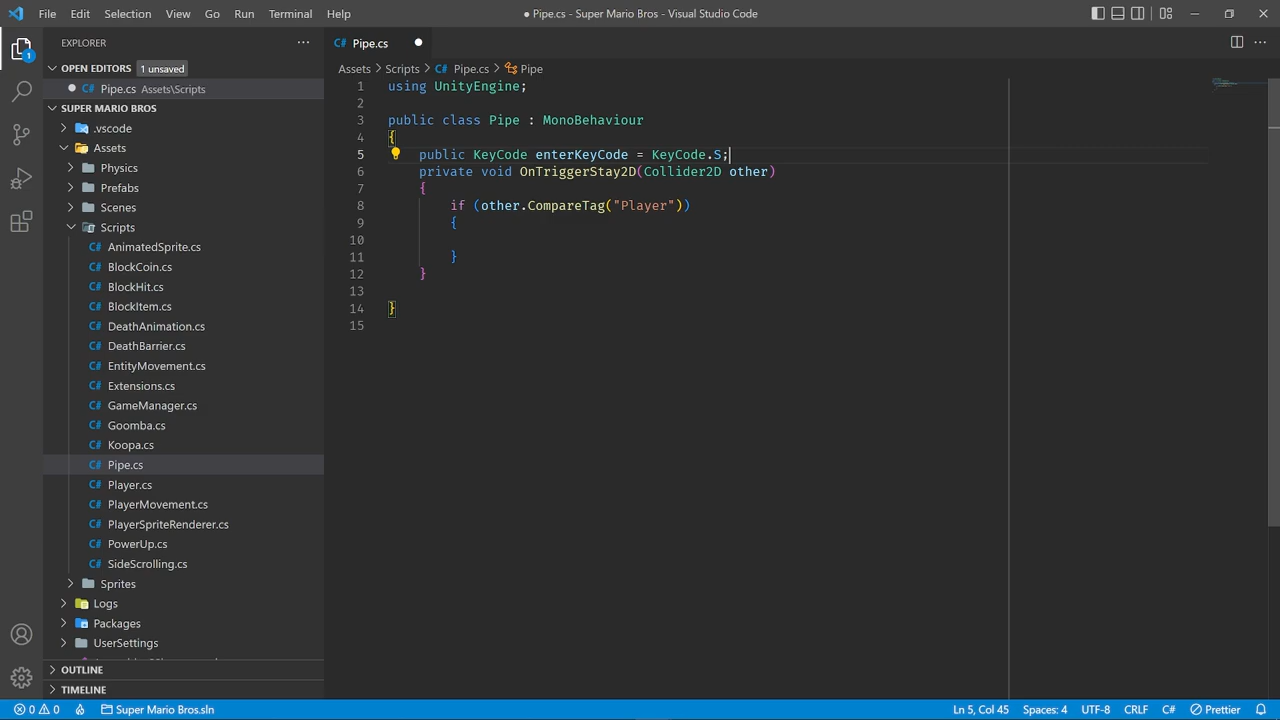 File Edit Selection View Go Run Terminal Help
● Pipe.cs - Super Mario Bros - Visual Studio Code
EXPLORER
OPEN EDITORS 1 unsaved
C# Pipe.cs Assets\Scripts
SUPER MARIO BROS
.vscode
Assets
Physics
Prefabs
Scenes
Scripts
C# AnimatedSprite.cs
C# BlockCoin.cs
C# BlockHit.cs
C# BlockItem.cs
C# DeathAnimation.cs
C# DeathBarrier.cs
C# EntityMovement.cs
C# Extensions.cs
C# GameManager.cs
C# Goomba.cs
C# Koopa.cs
C# Pipe.cs
C# Player.cs
C# PlayerMovement.cs
C# PlayerSpriteRenderer.cs
C# PowerUp.cs
C# SideScrolling.cs
Sprites
Logs
Packages
UserSettings
OUTLINE
TIMELINE
1
C# Pipe.cs
Assets > Scripts > C# Pipe.cs > Pipe
1 using UnityEngine;
2
3 public class Pipe : MonoBehaviour
4 {
5 public KeyCode enterKeyCode = KeyCode.S;
6 private void OnTriggerStay2D(Collider2D other)
7 {
8 if (other.CompareTag("Player"))
9 {
10
11 }
12 }
13
14 }
15
0 0 Super Mario Bros.sln
Ln 5, Col 45 Spaces: 4 UTF-8 CRLF C# Prettier